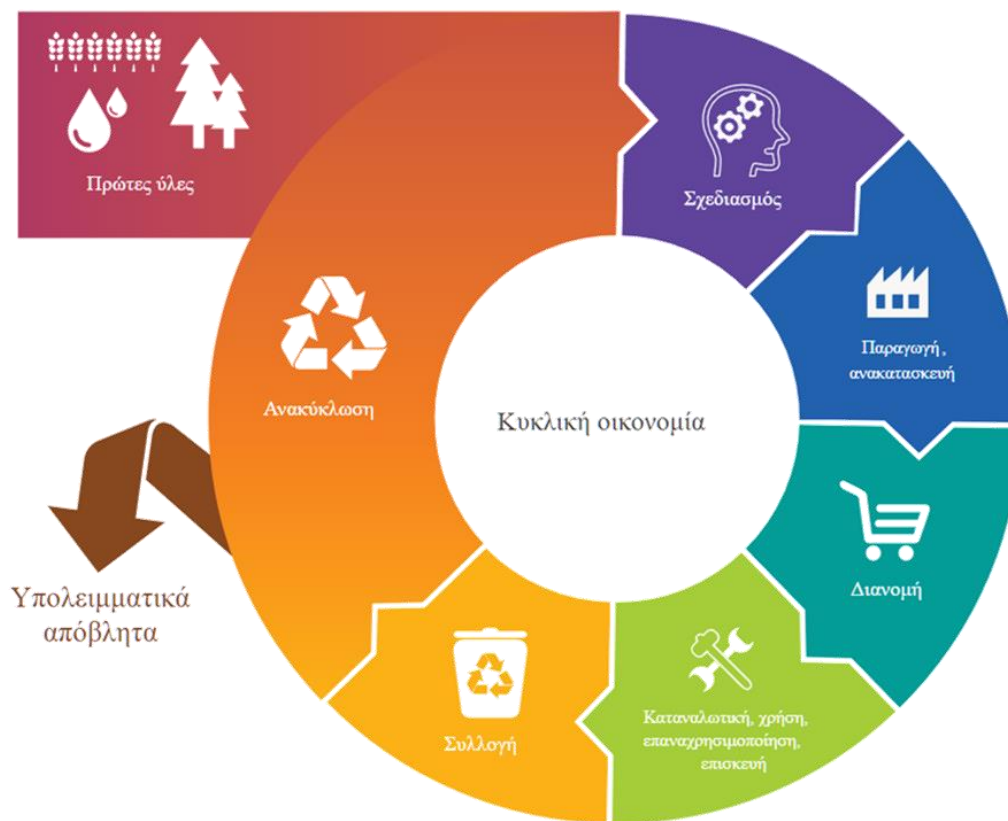 Πρώτες ύλες
Σχεδιασμός
Παραγωγή,
ανακατασκευή
Ανακύκλωση
Κυκλική οικονομία
Διανομή
Υπολειμματικά
απόβλητα
Συλλογή
Καταναλωτική, χρήση,
επαναχρησιμοποίηση,
επισκευή